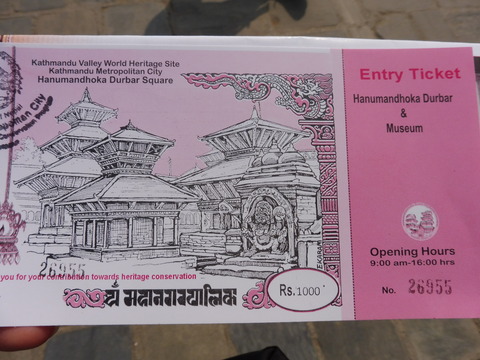 Kathmandu Valley World Heritage Site
Kathmandu Metropolitan City
Hanumandhoka Durbar Square
Entry Ticket
Hanumandhoka Durbar
&
Museum
Opening Hours
9:00 am-16:00 hrs
No. 26955
26955
you for your contribution towards heritage conservation
Rs. 1000
EKARAM